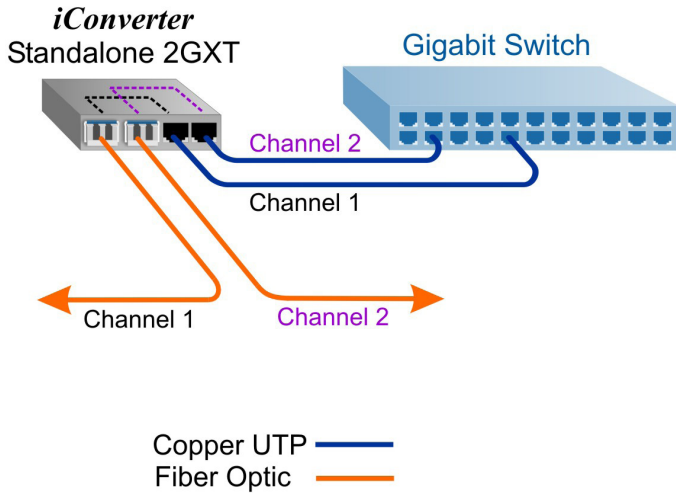 iConverter
Standalone 2GXT
Gigabit Switch
Channel 2
Channel 1
Channel 1
Channel 2
Copper UTP
Fiber Optic